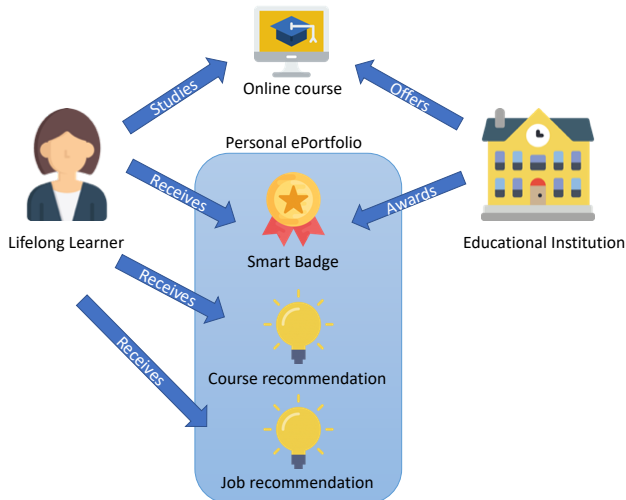 Studies
Offers
Online course
Personal ePortfolio
Receives
Awards
Lifelong Learner
Smart Badge
Educational Institution
Receives
Receives
Course recommendation
Job recommendation